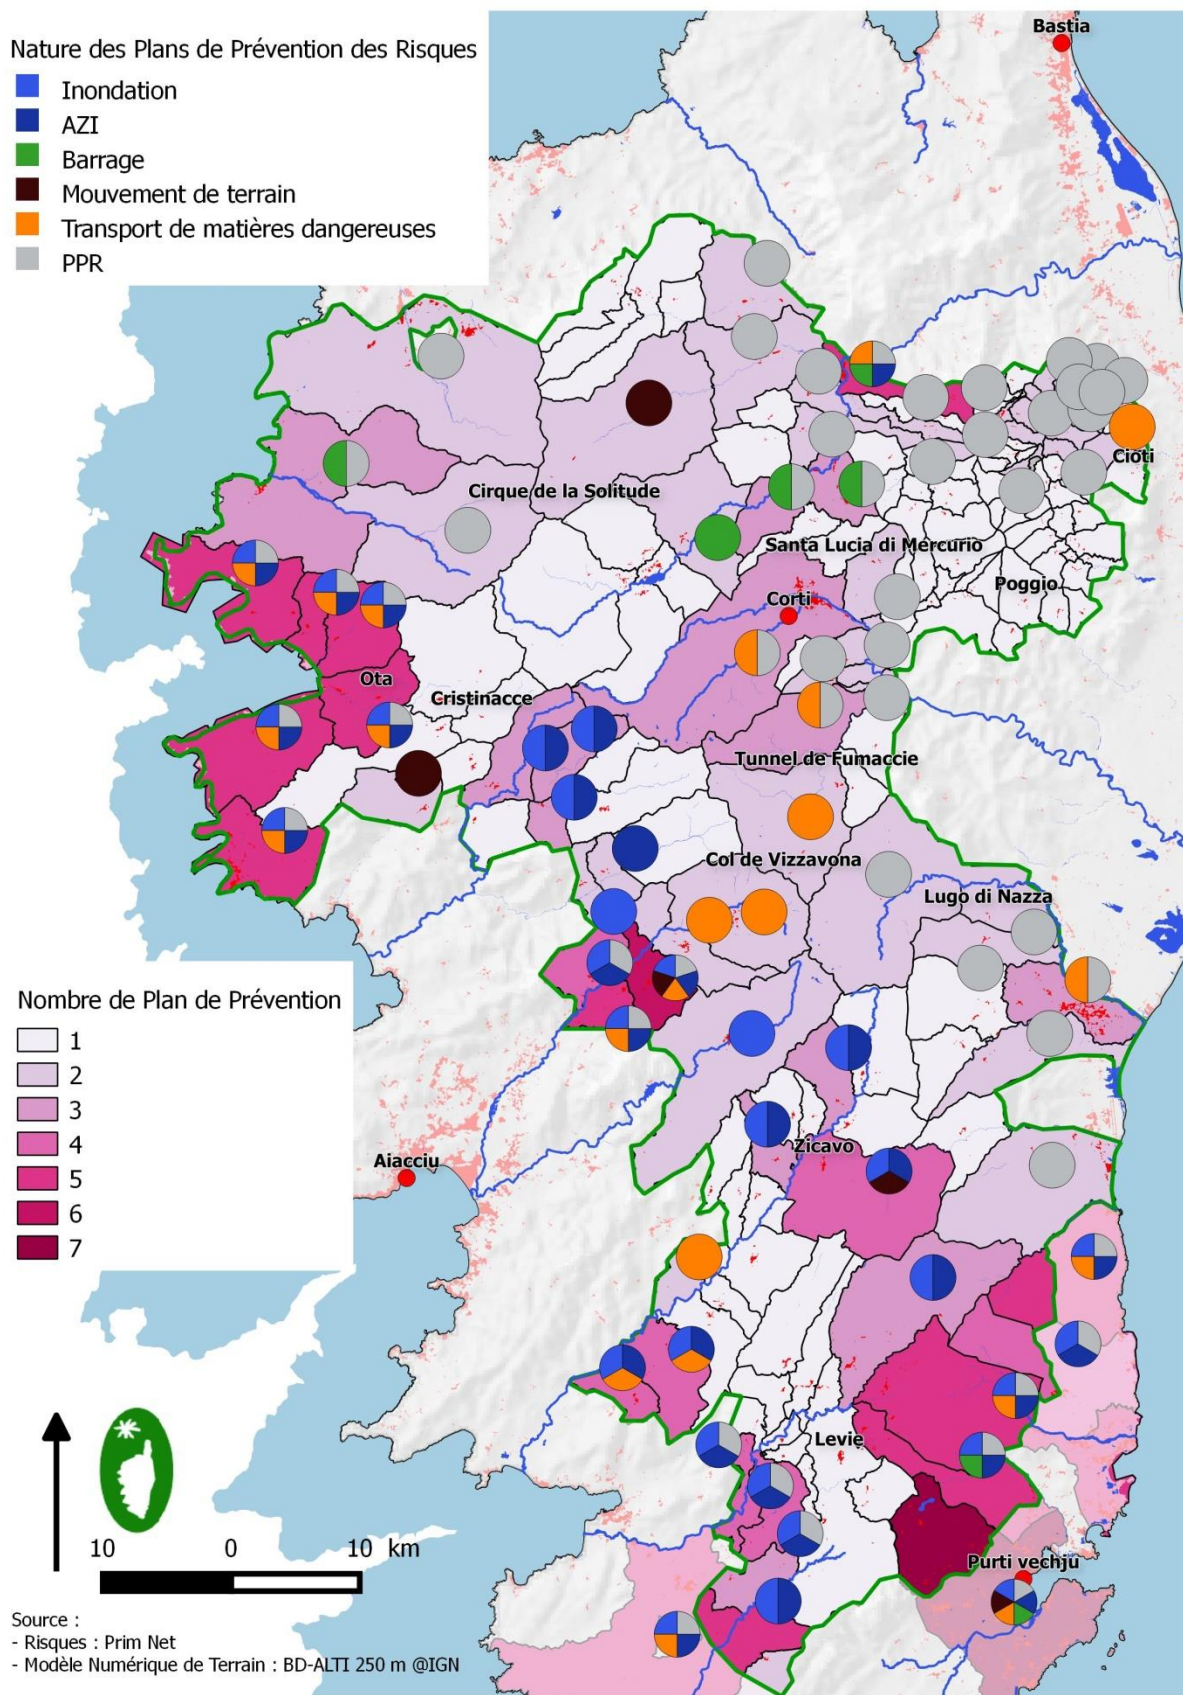 Bastia
Nature des Plans de Prévention des Risques
Inondation
AZI
Barrage
Mouvement de terrain
Transport de matières dangereuses
PPR
Cioti
Cirque de la Solitude
Santa Lucia di Mercurio
Poggio
Corti
Ota
Cristinacce
Tunnel de Fumaccie
Col de Vizzavona
Lugo di Nazza
Nombre de Plan de Prévention
1
2
3
4
5
6
7
Zicavo
Aiacciu
Levie
Purti vechju
10 0 10 km
Source :
- Risques : Prim Net
- Modèle Numérique de Terrain : BD-ALTI 250 m @IGN